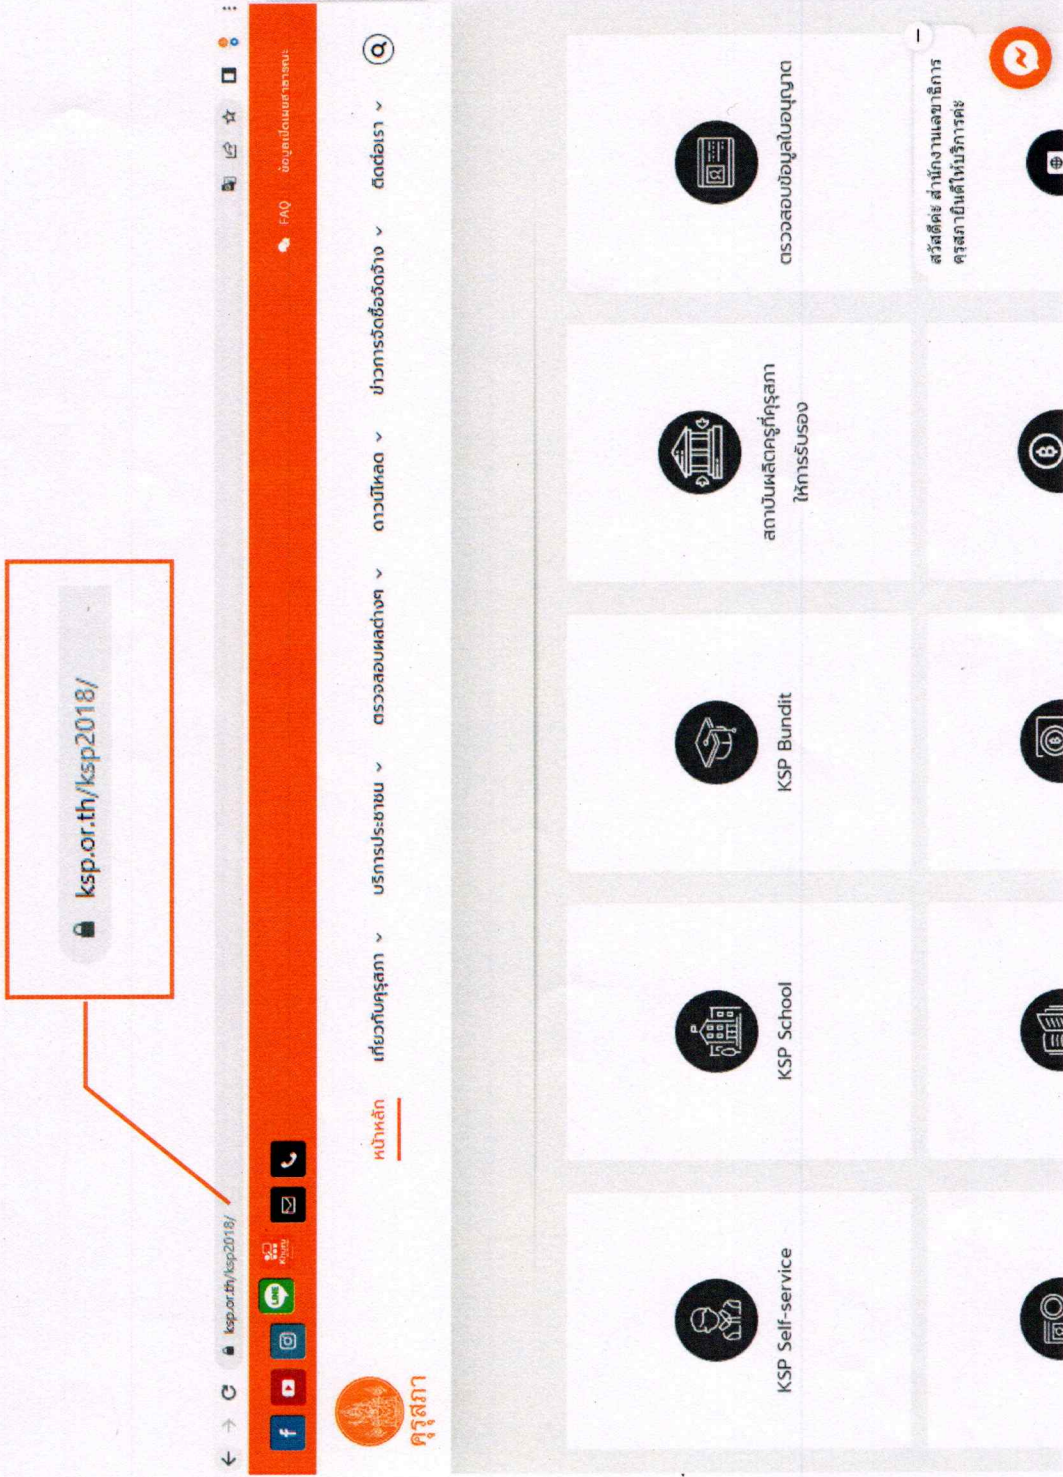 ksp.or.th/ksp2018/
ksp.or.th/ksp2018/
LINE
Khuru
FAQ
ข้อมูลเปิดเผยสาธารณะ
คุรุสภา
หน้าหลัก
เกี่ยวกับคุรุสภา
บริการประชาชน
ตรวจสอบผลต่างๆ
ดาวน์โหลด
ข่าวการจัดซื้อจัดจ้าง
ติดต่อเรา
KSP Self-service
KSP School
KSP Bundit
สถาบันผลิตครูที่คุรุสภา
ให้การรับรอง
ตรวจสอบข้อมูลใบอนุญาต
สวัสดีค่ะ สำนักงานเลขาธิการ
คุรุสภายินดีให้บริการค่ะ